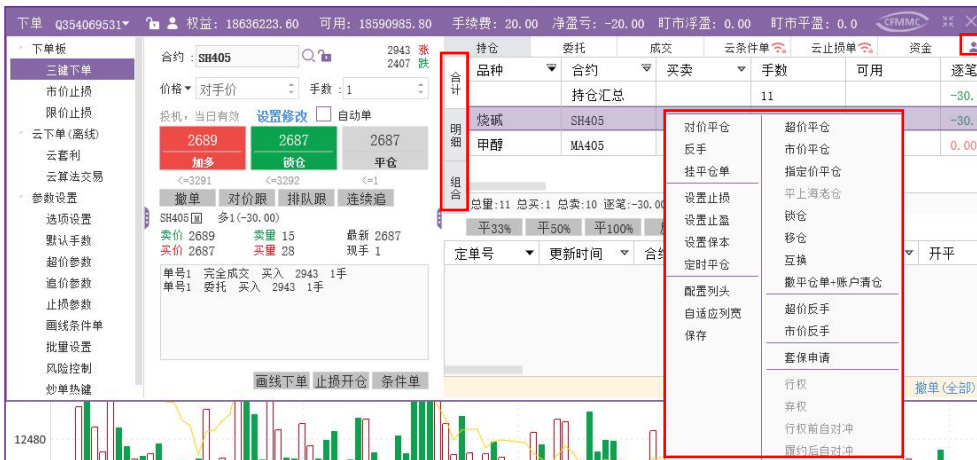 下单 Q354069531 权益: 18636223.60 可用: 18590985.80 手续费: 20.00 净盈亏: -20.00 盯市浮盈: 0.00 盯市平盈: 0.0 CFMMC
下单板
三键下单
市价止损
限价止损
云下单(离线)
云套利
云算法交易
参数设置
选项设置
默认手数
超价参数
追价参数
止损参数
画线条件单
批量设置
风险控制
炒单热键
合约: SH405 2943 涨
2407 跌
价格 对手价 手数: 1
投机, 当日有效 设置修改 自动单
2689 2687 2687
加多 锁仓 平仓
<=3291 <=3292 <=1
撤单 对价跟 排队跟 连续追
SH405 M 多1(-30.00)
卖价 2689 卖量 15 最新 2687
买价 2687 买量 28 现手 1
单号1 完全成交 买入 2943 1手
单号1 委托 买入 2943 1手
画线下单 止损开仓 条件单
持仓 委托 成交 云条件单 云止损单 资金
合计
明细
组合
品种 合约 买卖 手数 可用 逐笔
持仓汇总 11 -30.
烧碱 SH405 -30.
甲醇 MA405 0.00
总量:11 总买:1 总卖:10 逐笔:-30.00
平33% 平50% 平100%
定单号 更新时间 开平
对价平仓
反手
挂平仓单
设置止损
设置止盈
设置保本
定时平仓
配置列头
自适应列宽
保存
超价平仓
市价平仓
指定价平仓
平上海老仓
锁仓
移仓
互换
撤平仓单+账户清仓
超价反手
市价反手
套保申请
行权
弃权
行权前自对冲
履约后自对冲
撤单(全部)
12480